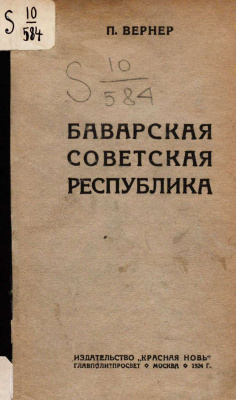 S 10/584
П. ВЕРНЕР
S 10/584
БАВАРСКАЯ
СОВЕТСКАЯ
РЕСПУБЛИКА
ИЗДАТЕЛЬСТВО „КРАСНАЯ НОВЬ"
ГЛАВПОЛИТПРОСВЕТ ◇ МОСКВА ◇ 1924 Г.